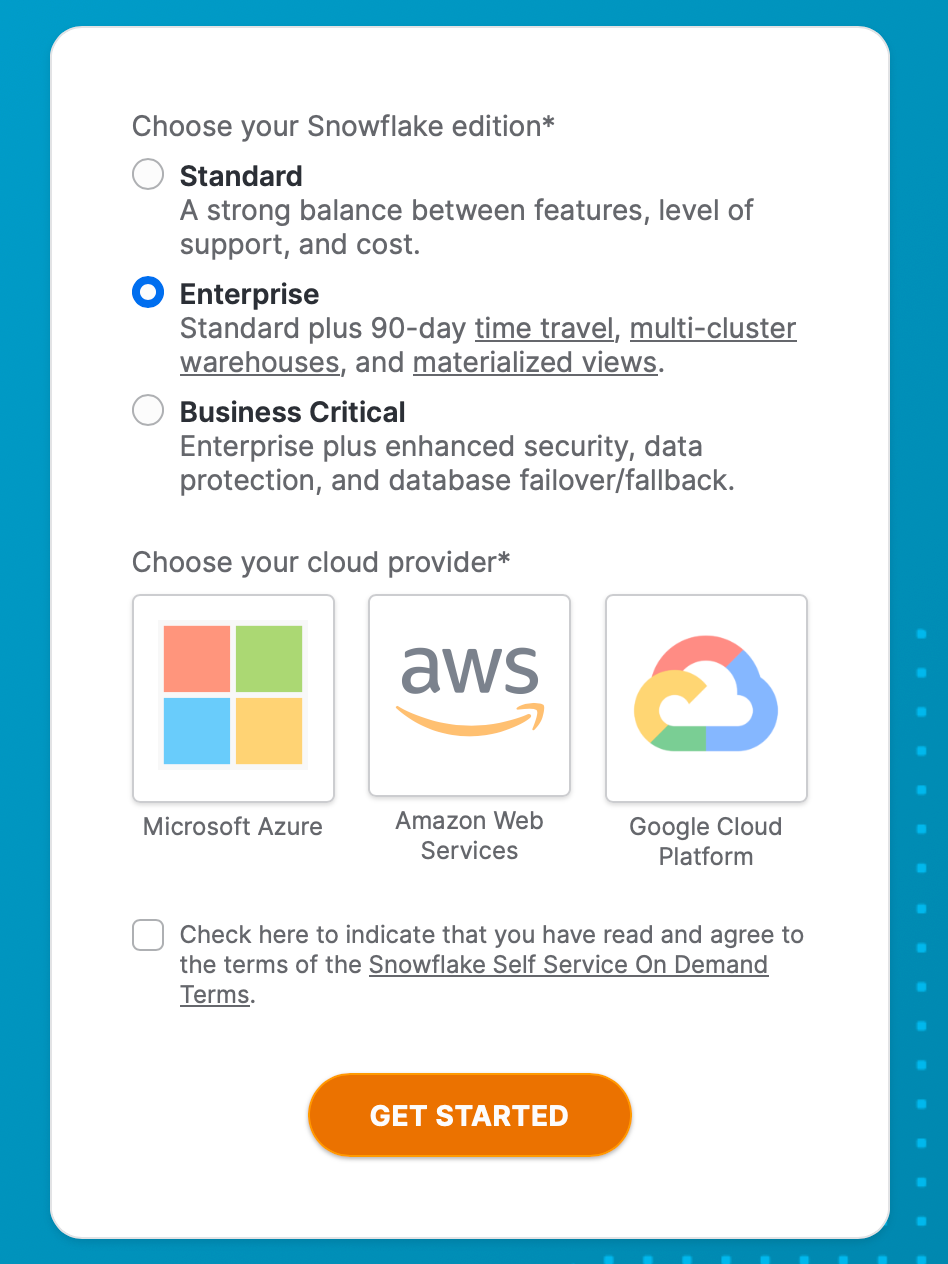 Choose your Snowflake edition*
Standard
A strong balance between features, level of
support, and cost.
Enterprise
Standard plus 90-day time travel, multi-cluster
warehouses, and materialized views.
Business Critical
Enterprise plus enhanced security, data
protection, and database failover/fallback.
Choose your cloud provider*
aws
Microsoft Azure
Amazon Web
Services
Google Cloud
Platform
Check here to indicate that you have read and agree to
the terms of the Snowflake Self Service On Demand
Terms.
GET STARTED